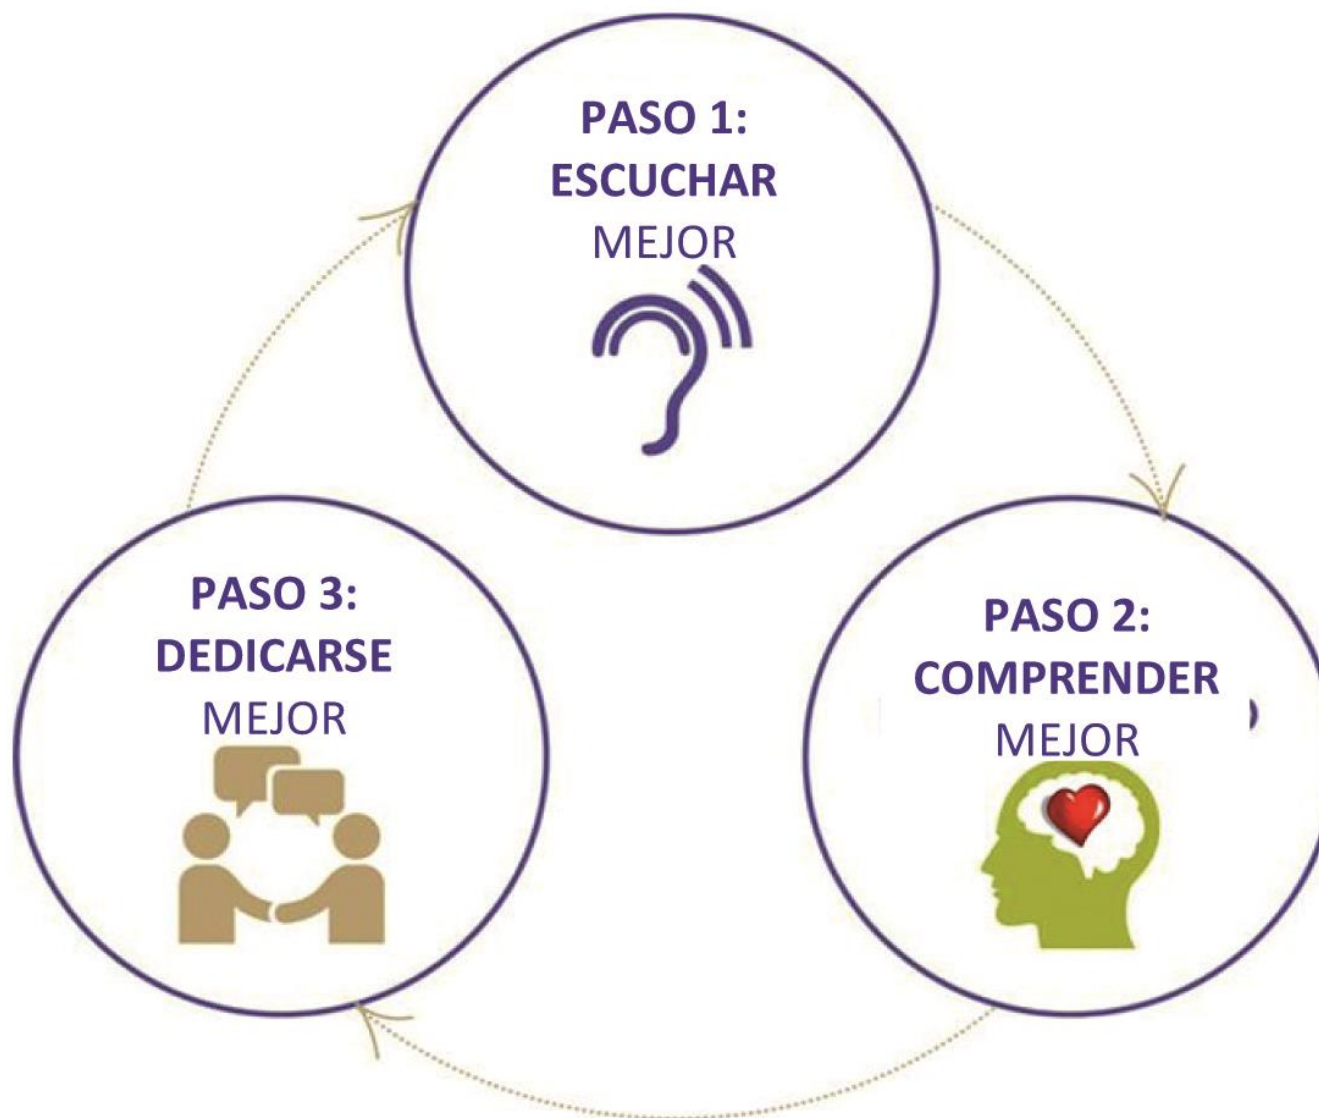 PASO 1:
ESCUCHAR
MEJOR
PASO 2:
COMPRENDER
MEJOR
PASO 3:
DEDICARSE
MEJOR